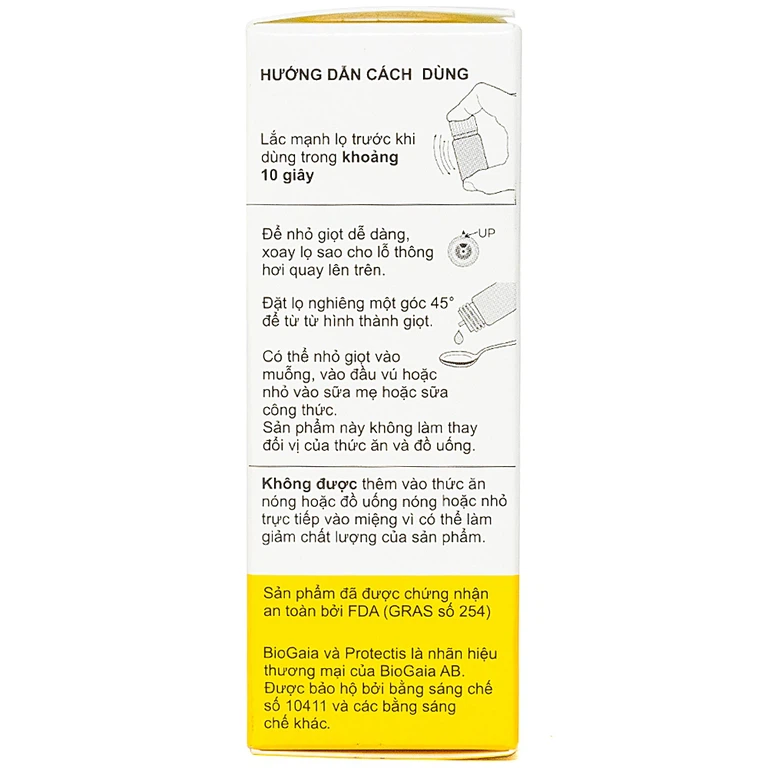 HƯỚNG DẪN CÁCH DÙNG
Lắc mạnh lọ trước khi
dùng trong khoảng
10 giây
Để nhỏ giọt dễ dàng,
xoay lọ sao cho lỗ thông
hơi quay lên trên.
UP
Đặt lọ nghiêng một góc 45°
để từ từ hình thành giọt.
Có thể nhỏ giọt vào
muỗng, vào đầu vú hoặc
nhỏ vào sữa mẹ hoặc sữa
công thức.
Sản phẩm này không làm thay
đổi vị của thức ăn và đồ uống.
Không được thêm vào thức ăn
nóng hoặc đồ uống nóng hoặc nhỏ
trực tiếp vào miệng vì có thể làm
giảm chất lượng của sản phẩm.
Sản phẩm đã được chứng nhận
an toàn bởi FDA (GRAS số 254)
BioGaia và Protectis là nhãn hiệu
thương mại của BioGaia AB.
Được bảo hộ bởi bằng sáng chế
số 10411 và các bằng sáng
chế khác.